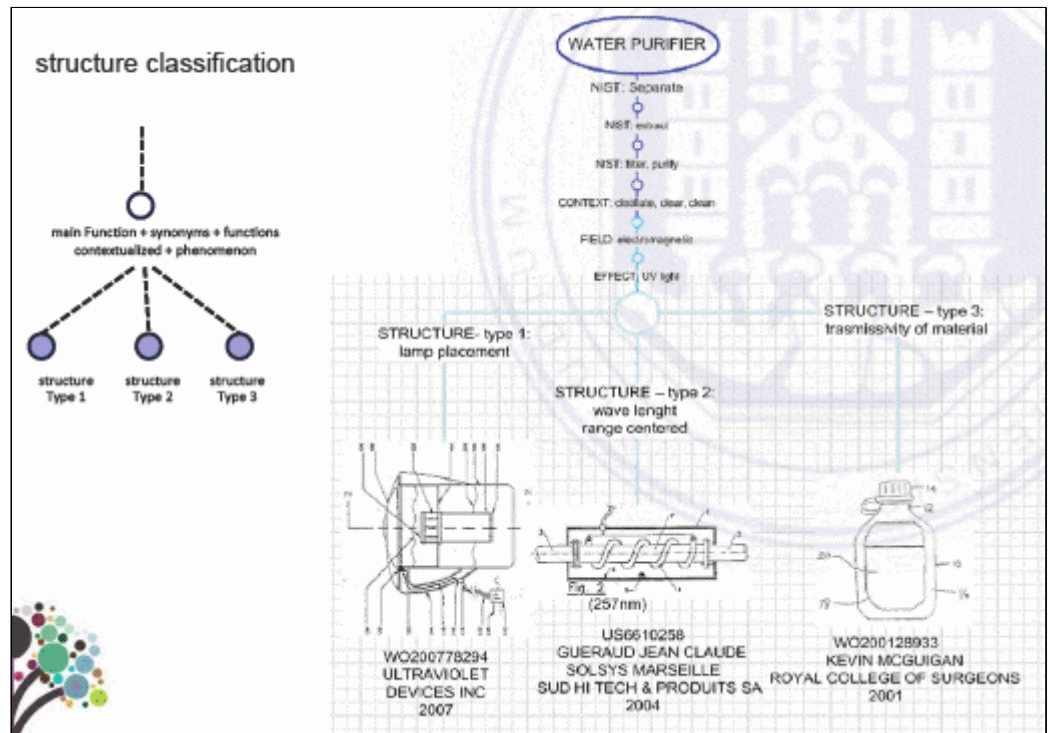 structure classification
main Function + synonyms + functions
contextualized + phenomenon
structure
Type 1
structure
Type 2
structure
Type 3
WATER PURIFIER
NIST: Separate
NIST: extract
NIST: filter, purify
CONTEXT: distillate, clear, clean
FIELD: electromagnetic
EFFECT: UV light
STRUCTURE- type 1:
lamp placement
STRUCTURE – type 2:
wave lenght
range centered
STRUCTURE – type 3:
trasmissivity of material
Fig. 2
(257nm)
WO200778294
ULTRAVIOLET
DEVICES INC
2007
US6610258
GUERAUD JEAN CLAUDE
SOLSYS MARSEILLE
SUD HI TECH & PRODUITS SA
2004
14
12
10
WO200128933
KEVIN MCGUIGAN
ROYAL COLLEGE OF SURGEONS
2001